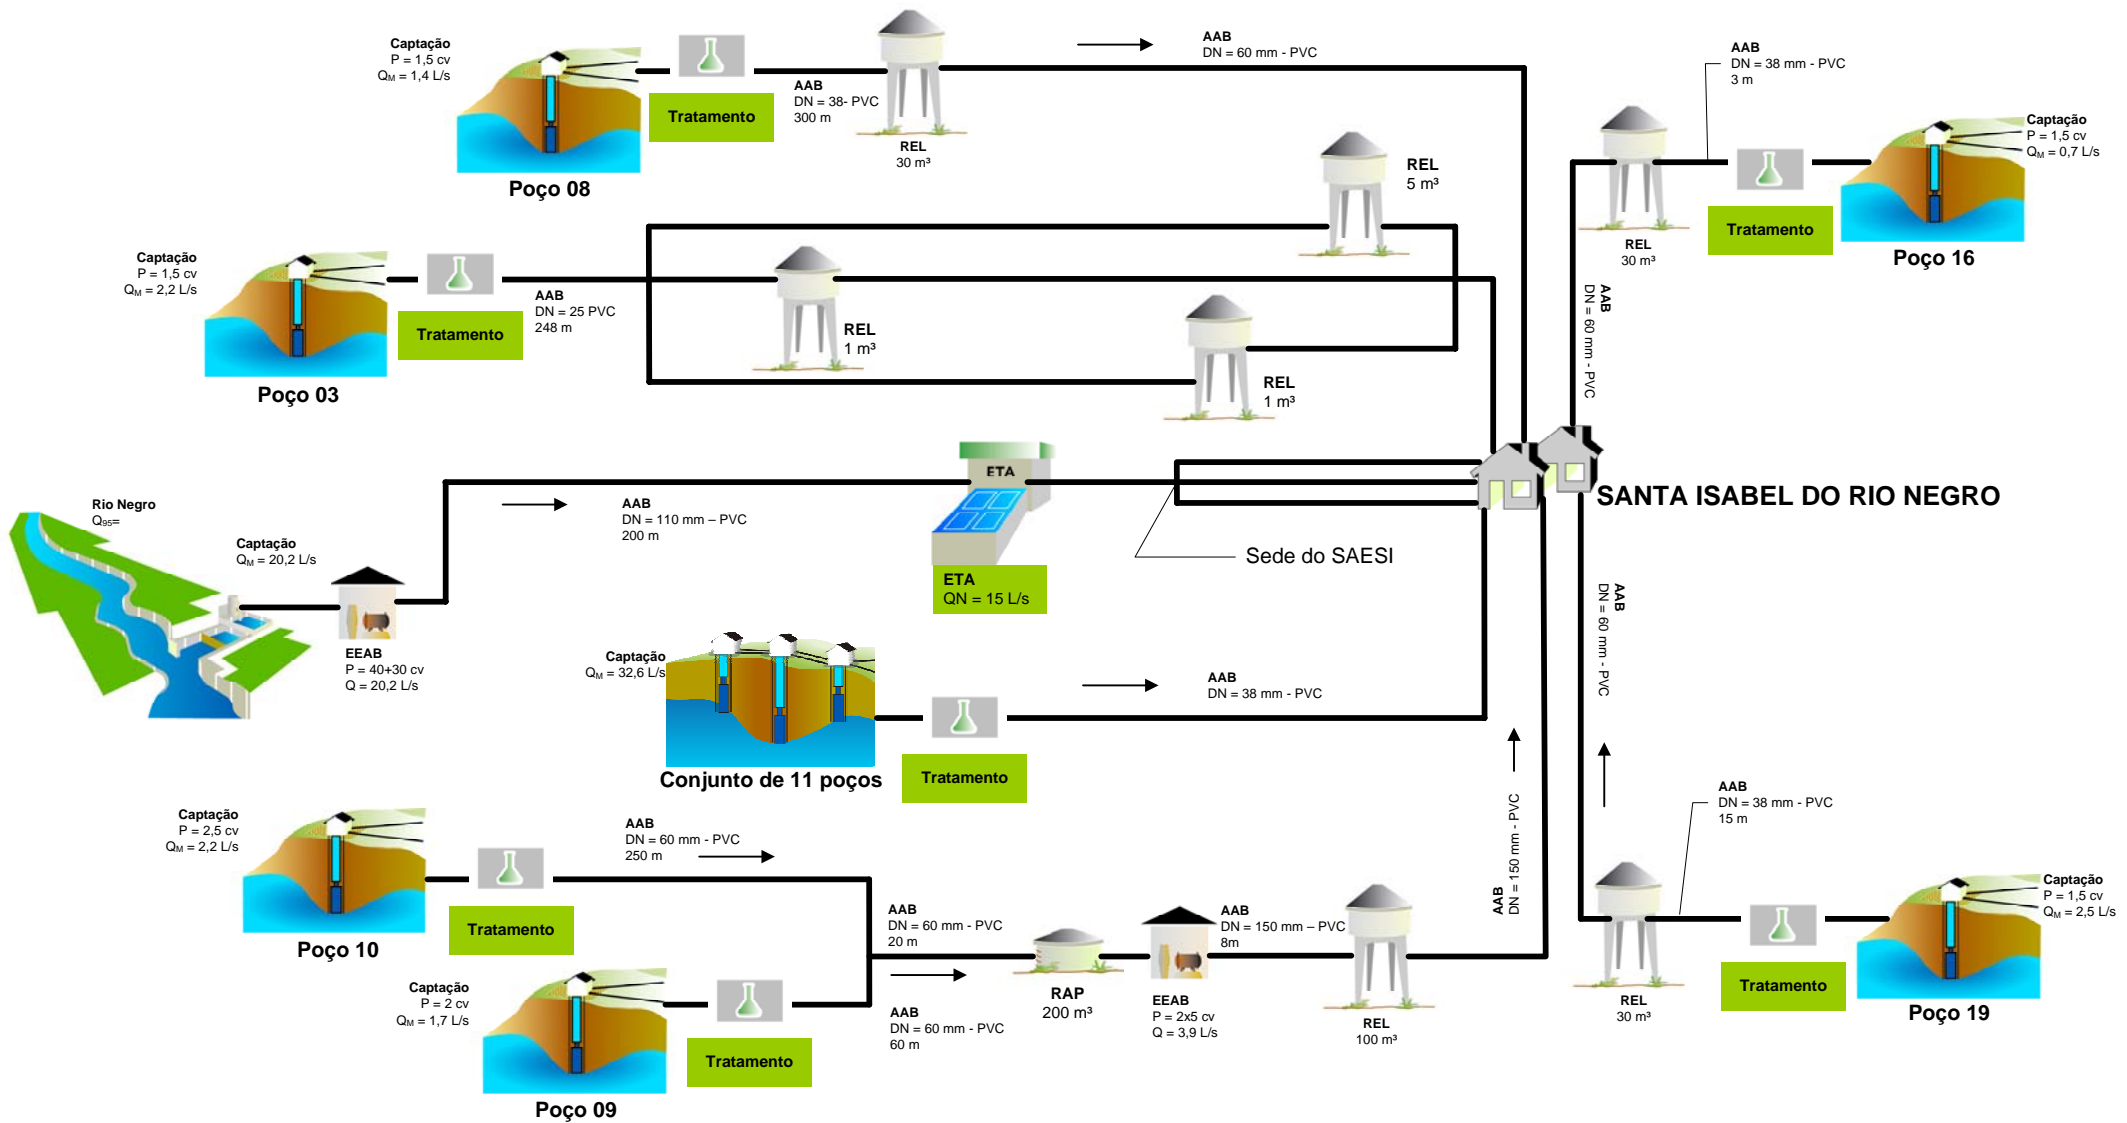 Captação
P = 1,5 cv
QM = 1,4 L/s
Poço 08
Tratamento
AAB
DN = 38- PVC
300 m
REL
30 m³
AAB
DN = 60 mm - PVC
REL
5 m³
AAB
DN = 38 mm - PVC
3 m
Captação
P = 1,5 cv
QM = 0,7 L/s
REL
30 m³
Tratamento
Poço 16
AAB
DN = 60 mm - PVC
Captação
P = 1,5 cv
QM = 2,2 L/s
Poço 03
Tratamento
AAB
DN = 25 PVC
248 m
REL
1 m³
REL
1 m³
Rio Negro
Q95=
Captação
QM = 20,2 L/s
EEAB
P = 40+30 cv
Q = 20,2 L/s
AAB
DN = 110 mm – PVC
200 m
ETA
ETA
QN = 15 L/s
Sede do SAESI
SANTA ISABEL DO RIO NEGRO
Captação
QM = 32,6 L/s
Conjunto de 11 poços
Tratamento
AAB
DN = 38 mm - PVC
AAB
DN = 150 mm - PVC
AAB
DN = 60 mm - PVC
Captação
P = 2,5 cv
QM = 2,2 L/s
Poço 10
Tratamento
AAB
DN = 60 mm - PVC
250 m
Captação
P = 2 cv
QM = 1,7 L/s
Poço 09
Tratamento
AAB
DN = 60 mm - PVC
20 m
AAB
DN = 60 mm - PVC
60 m
RAP
200 m³
EEAB
P = 2x5 cv
Q = 3,9 L/s
AAB
DN = 150 mm – PVC
8m
REL
100 m³
AAB
DN = 38 mm - PVC
15 m
REL
30 m³
Tratamento
Captação
P = 1,5 cv
QM = 2,5 L/s
Poço 19